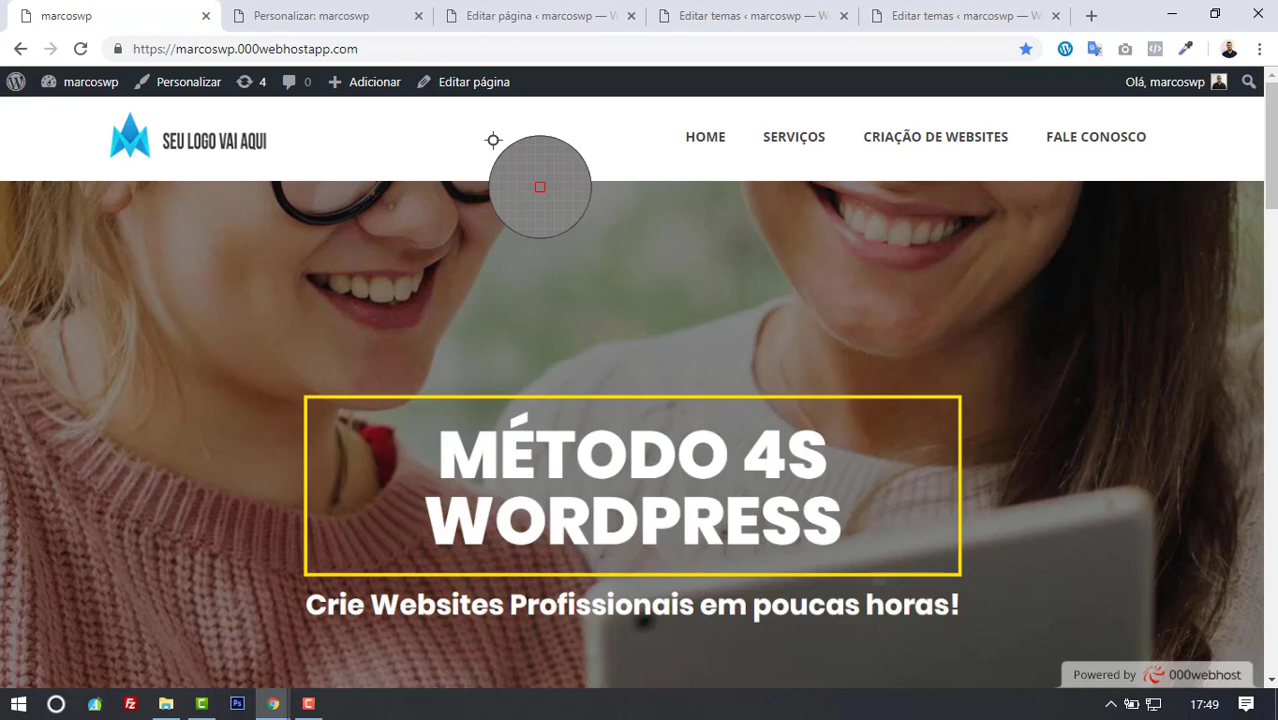 marcoswp
Personalizar: marcoswp
Editar página ‹ marcoswp — W
Editar temas ‹ marcoswp — W
Editar temas ‹ marcoswp — W
https://marcoswp.000webhostapp.com
marcoswp
Personalizar
4
0
Adicionar
Editar página
Olá, marcoswp
SEU LOGO VAI AQUI
HOME
SERVIÇOS
CRIAÇÃO DE WEBSITES
FALE CONOSCO
MÉTODO 4S
WORDPRESS
Crie Websites Profissionais em poucas horas!
Powered by 000webhost
17:49